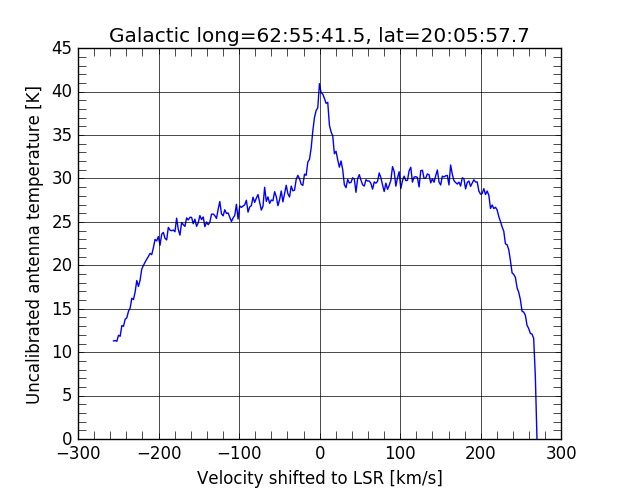 Galactic long=62:55:41.5, lat=20:05:57.7
Uncalibrated antenna temperature [K]
45
40
35
30
25
20
15
10
5
0
−300 −200 −100 0 100 200 300
Velocity shifted to LSR [km/s]